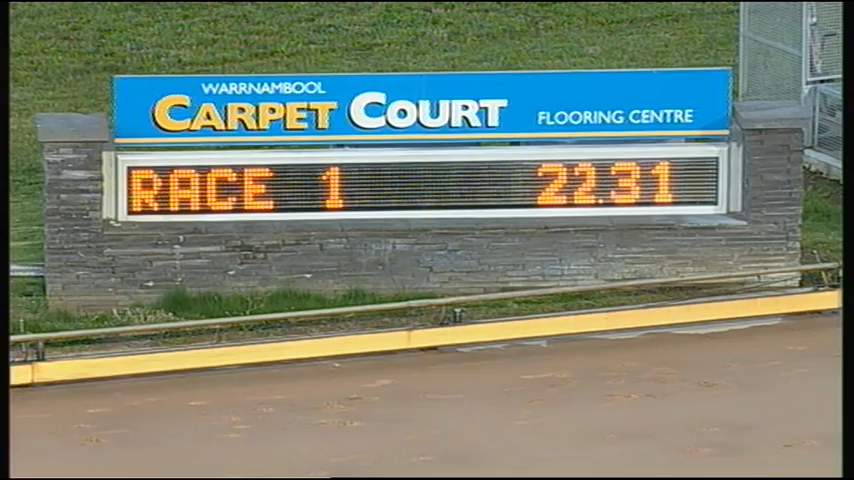 WARRNAMBOOL
CARPET COURT FLOORING CENTRE
RACE 1 22.31